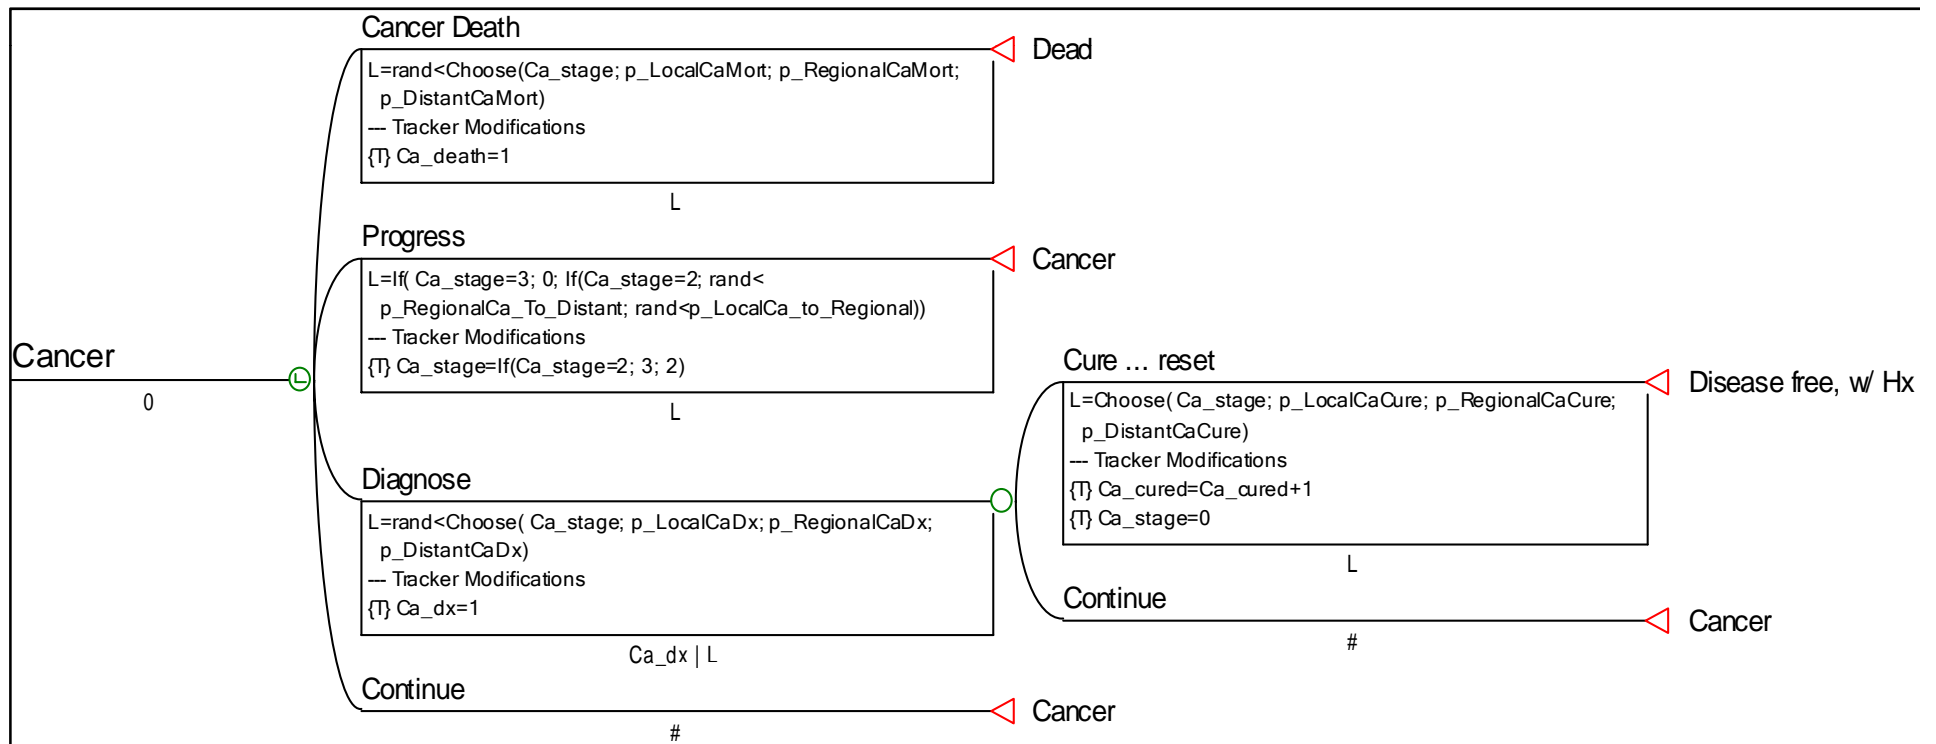 Cancer
0
Cancer Death
L=rand<Choose(Ca_stage; p_LocalCaMort; p_RegionalCaMort;
p_DistantCaMort)
--- Tracker Modifications
{T} Ca_death=1
L
Dead
Progress
L=If( Ca_stage=3; 0; If(Ca_stage=2; rand<
p_RegionalCa_To_Distant; rand<p_LocalCa_to_Regional))
--- Tracker Modifications
{T} Ca_stage=If(Ca_stage=2; 3; 2)
L
Cancer
Diagnose
L=rand<Choose( Ca_stage; p_LocalCaDx; p_RegionalCaDx;
p_DistantCaDx)
--- Tracker Modifications
{T} Ca_dx=1
Ca_dx | L
Cure ... reset
L=Choose( Ca_stage; p_LocalCaCure; p_RegionalCaCure;
p_DistantCaCure)
--- Tracker Modifications
{T} Ca_cured=Ca_cured+1
{T} Ca_stage=0
L
Disease free, w/ Hx
Continue
#
Cancer
Continue
#
Cancer